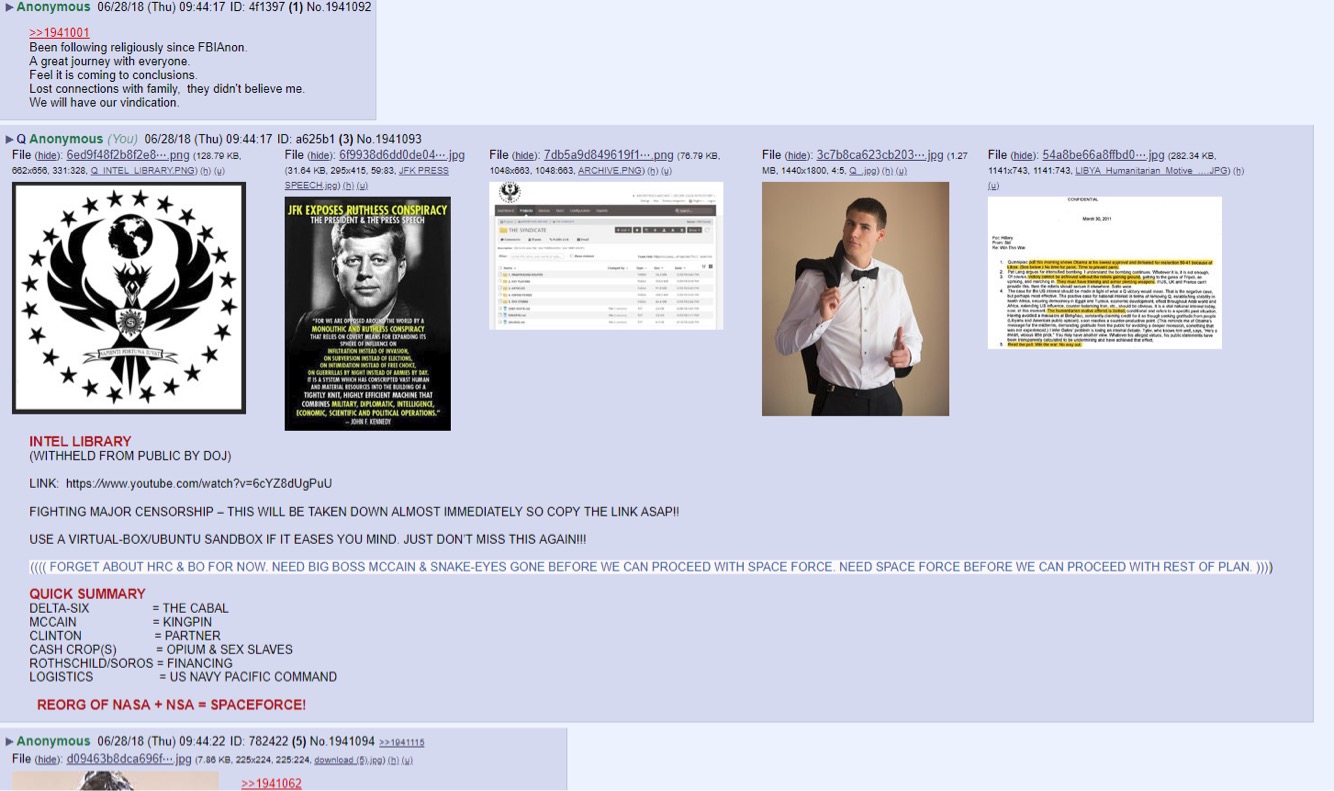 ▶ Anonymous 06/28/18 (Thu) 09:44:17 ID: 4f1397 (1) No.1941092
>>1941001
Been following religiously since FBIAnon.
A great journey with everyone.
Feel it is coming to conclusions.
Lost connections with family, they didn't believe me.
We will have our vindication.
▶ Q Anonymous (You) 06/28/18 (Thu) 09:44:17 ID: a625b1 (3) No.1941093
File (hide): 6ed9f48f2b8f2e8⋯.png (128.79 KB,
662x656, 331:328, Q_INTEL_LIBRARY.PNG) (h) (u)
File (hide): 6f9938d6dd0de04⋯.jpg
(31.64 KB, 295x415, 59:83, JFK PRESS
SPEECH.jpg) (h) (u)
File (hide): 7db5a9d849619f1⋯.png (76.79 KB,
1048x663, 1048:663, ARCHIVE.PNG) (h) (u)
File (hide): 3c7b8ca623cb203⋯.jpg (1.27
MB, 1440x1800, 4:5, Q_.jpg) (h) (u)
File (hide): 54a8be66a8ffbd0⋯.jpg (282.34 KB,
1141x743, 1141:743, LIBYA_Humanitarian_Motive_....JPG) (h)
(u)
JFK EXPOSES RUTHLESS CONSPIRACY
THE PRESIDENT & THE PRESS SPEECH
"FOR WE ARE OPPOSED AROUND THE WORLD BY A
MONOLITHIC AND RUTHLESS CONSPIRACY
THAT RELIES ON COVERT MEANS FOR EXPANDING ITS
SPHERE OF INFLUENCE ON
INFILTRATION INSTEAD OF INVASION,
ON SUBVERSION INSTEAD OF ELECTIONS,
ON INTIMIDATION INSTEAD OF FREE CHOICE,
ON GUERRILLAS BY NIGHT INSTEAD OF ARMIES BY DAY.
IT IS A SYSTEM WHICH HAS CONSCRIPTED VAST HUMAN
AND MATERIAL RESOURCES INTO THE BUILDING OF A
TIGHTLY KNIT, HIGHLY EFFICIENT MACHINE THAT
COMBINES MILITARY, DIPLOMATIC, INTELLIGENCE,
ECONOMIC, SCIENTIFIC AND POLITICAL OPERATIONS."
– JOHN F. KENNEDY
THE SYNDICATE
CONFIDENTIAL
March 30, 2011
For: Hillary
From: Sid
INTEL LIBRARY
(WITHHELD FROM PUBLIC BY DOJ)
LINK: https://www.youtube.com/watch?v=6cYZ8dUgPuU
FIGHTING MAJOR CENSORSHIP – THIS WILL BE TAKEN DOWN ALMOST IMMEDIATELY SO COPY THE LINK ASAP!!
USE A VIRTUAL-BOX/UBUNTU SANDBOX IF IT EASES YOU MIND. JUST DON'T MISS THIS AGAIN!!!
(((( FORGET ABOUT HRC & BO FOR NOW. NEED BIG BOSS MCCAIN & SNAKE-EYES GONE BEFORE WE CAN PROCEED WITH SPACE FORCE. NEED SPACE FORCE BEFORE WE CAN PROCEED WITH REST OF PLAN. ))))
QUICK SUMMARY
DELTA-SIX = THE CABAL
MCCAIN = KINGPIN
CLINTON = PARTNER
CASH CROP(S) = OPIUM & SEX SLAVES
ROTHSCHILD/SOROS = FINANCING
LOGISTICS = US NAVY PACIFIC COMMAND
REORG OF NASA + NSA = SPACEFORCE!
▶ Anonymous 06/28/18 (Thu) 09:44:22 ID: 782422 (5) No.1941094 >>1941115
File (hide): d09463b8dca696f⋯.jpg (7.86 KB, 225x224, 225:224, download (5).jpg) (h) (u)
>>1941062